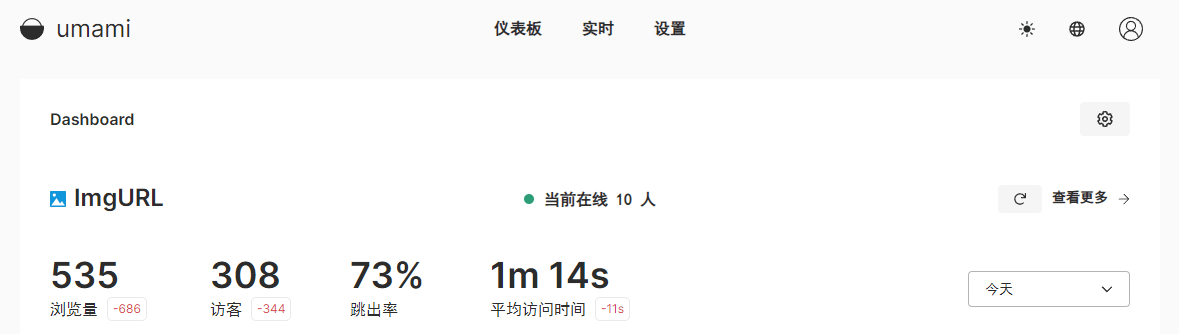 umami 仪表板 实时 设置
Dashboard
ImgURL 当前在线 10 人 查看更多
535 308 73% 1m 14s
浏览量 -686 访客 -344 跳出率 平均访问时间 -11s
今天